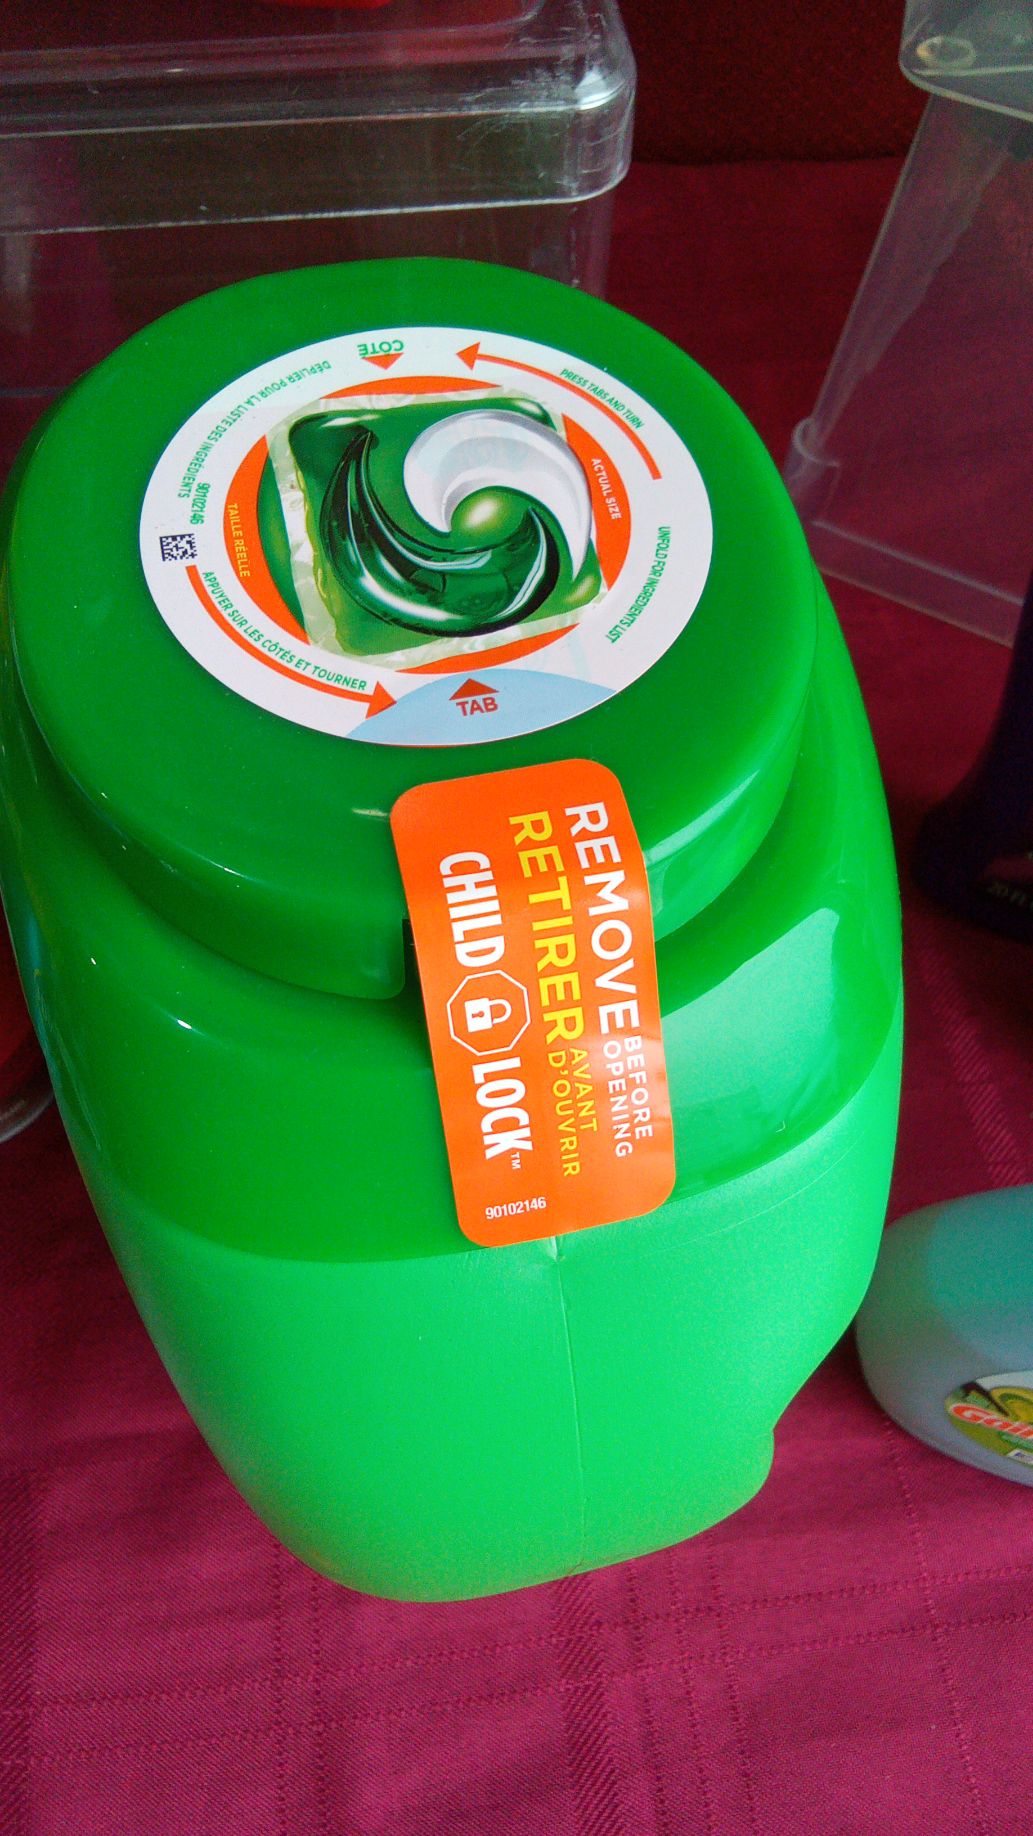 CÔTÉ
PRESS TABS AND TURN
ACTUAL SIZE
UNFOLD FOR INGREDIENTS LIST
DÉPLIER POUR LA LISTE DES INGRÉDIENTS
90102146
TAILLE RÉELLE
APPUYER SUR LES CÔTÉS ET TOURNER
TAB
REMOVE BEFORE OPENING
RETIRER AVANT D'OUVRIR
CHILD LOCK™
90102146